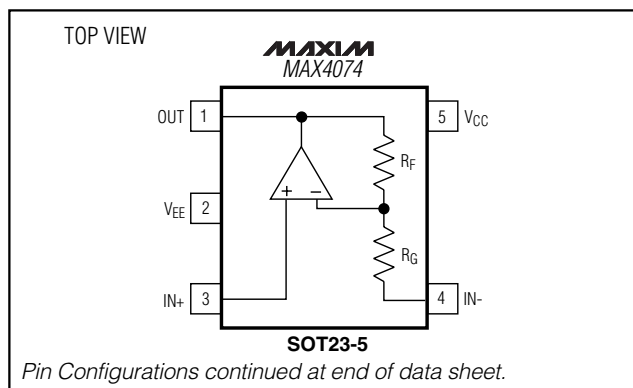 TOP VIEW
MAXIM
MAX4074
OUT 1
5 VCC
RF
+ −
VEE 2
RG
IN+ 3
4 IN-
SOT23-5
Pin Configurations continued at end of data sheet.